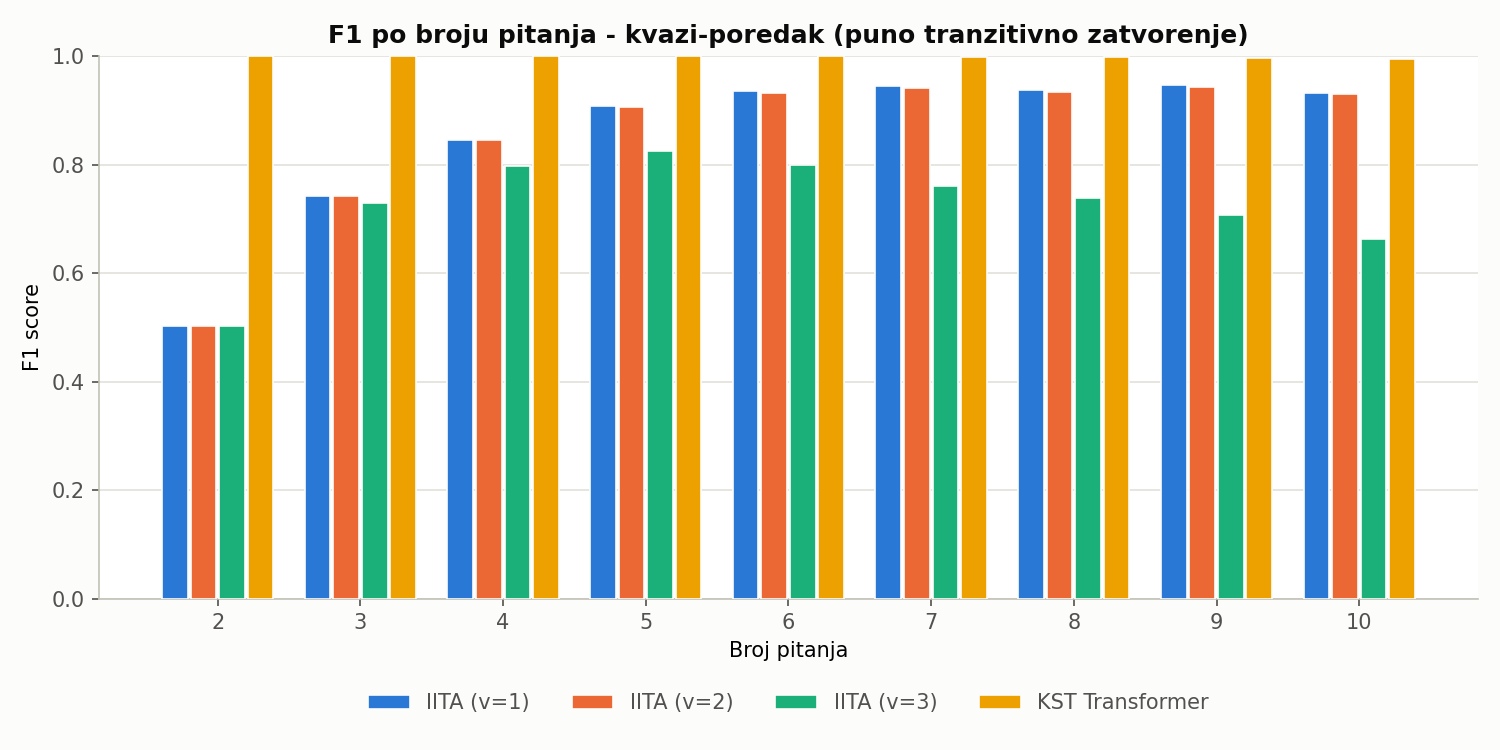 F1 po broju pitanja - kvazi-poredak (puno tranzitivno zatvorenje)
1.0
0.8
0.6
0.4
0.2
0.0
F1 score
2 3 4 5 6 7 8 9 10
Broj pitanja
IITA (v=1) IITA (v=2) IITA (v=3) KST Transformer